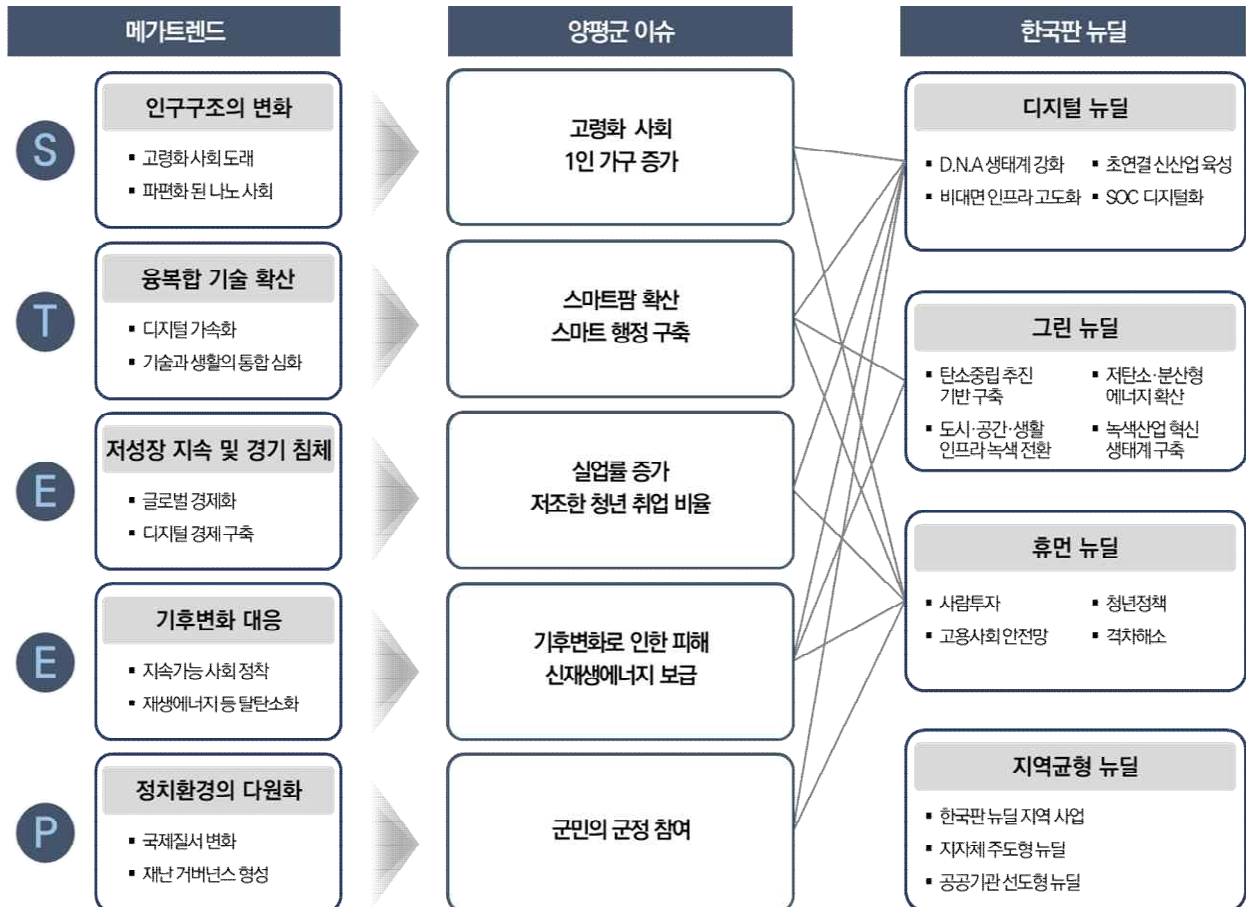 메가트렌드
양평군 이슈
한국판 뉴딜
S
인구구조의 변화
▪ 고령화 사회 도래
▪ 파편화 된 나노 사회
고령화 사회
1인 가구 증가
디지털 뉴딜
▪ D.N.A 생태계 강화
▪ 초연결 신산업 육성
▪ 비대면 인프라 고도화
▪ SOC 디지털화
T
융복합 기술 확산
▪ 디지털 가속화
▪ 기술과 생활의 통합 심화
스마트팜 확산
스마트 행정 구축
그린 뉴딜
▪ 탄소중립 추진
기반 구축
▪ 저탄소·분산형
에너지 확산
▪ 도시·공간·생활
인프라 녹색 전환
▪ 녹색산업 혁신
생태계 구축
E
저성장 지속 및 경기 침체
▪ 글로벌 경제화
▪ 디지털 경제 구축
실업률 증가
저조한 청년 취업 비율
휴먼 뉴딜
▪ 사람투자
▪ 청년정책
▪ 고용사회 안전망
▪ 격차해소
E
기후변화 대응
▪ 지속가능 사회 정착
▪ 재생에너지 등 탈탄소화
기후변화로 인한 피해
신재생에너지 보급
지역균형 뉴딜
▪ 한국판 뉴딜 지역 사업
▪ 지자체 주도형 뉴딜
▪ 공공기관 선도형 뉴딜
P
정치환경의 다원화
▪ 국제질서 변화
▪ 재난 거버넌스 형성
군민의 군정 참여